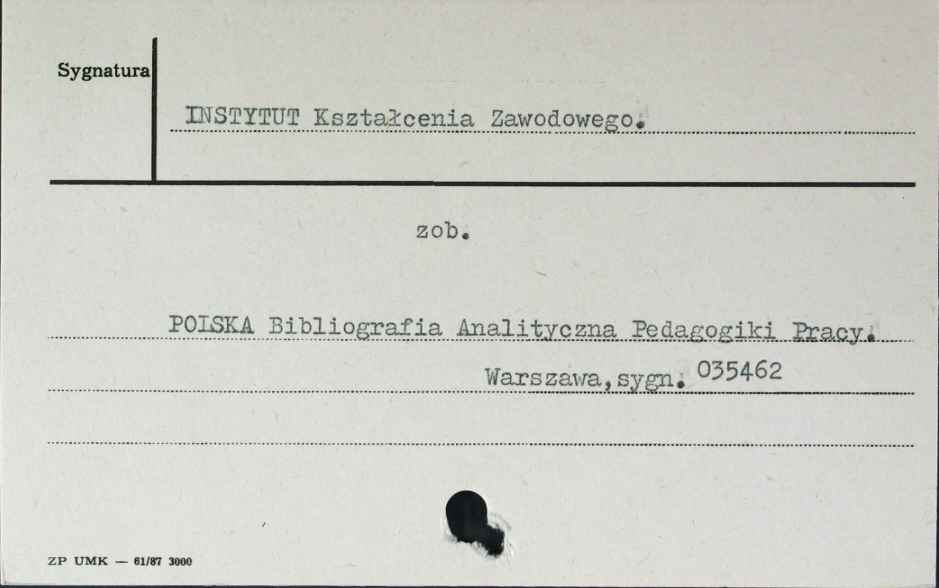 Sygnatura
INSTYTUT Kształcenia Zawodowego.
zob.
POLSKA Bibliografia Analityczna Pedagogiki Pracy.
Warszawa, sygn. 035462
ZP UMK — 61/87 3000